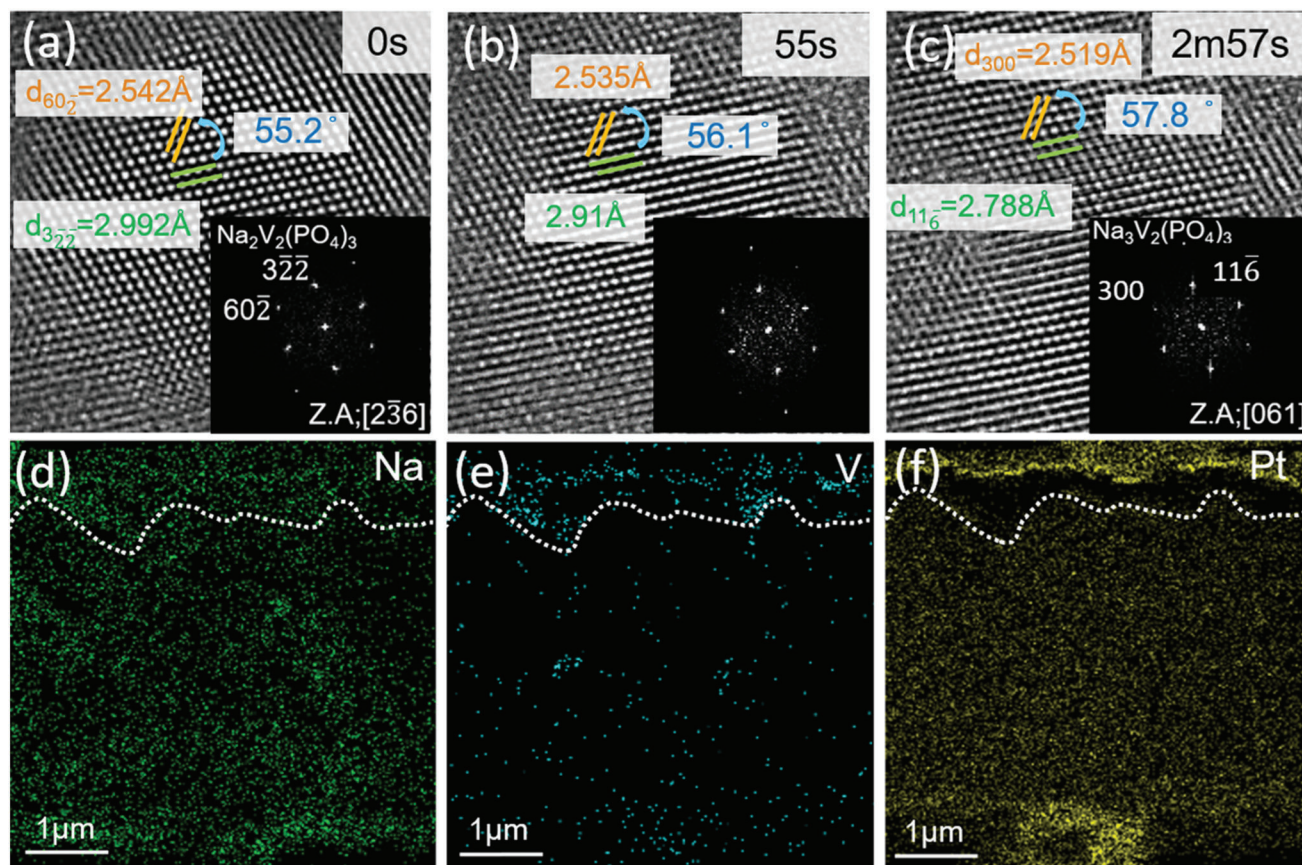 (a)
0s
d₆₀₂̄=2.542Å
55.2°
d₃₂̄₂̄=2.992Å
Na₂V₂(PO₄)₃
32̄2̄
602̄
Z.A;[23̄6]
(b)
55s
2.535Å
56.1°
2.91Å
(c)
2m57s
d₃₀₀=2.519Å
57.8°
d₁₁₆̄=2.788Å
Na₃V₂(PO₄)₃
116̄
300
Z.A;[061]
(d)
Na
1μm
(e)
V
1μm
(f)
Pt
1μm